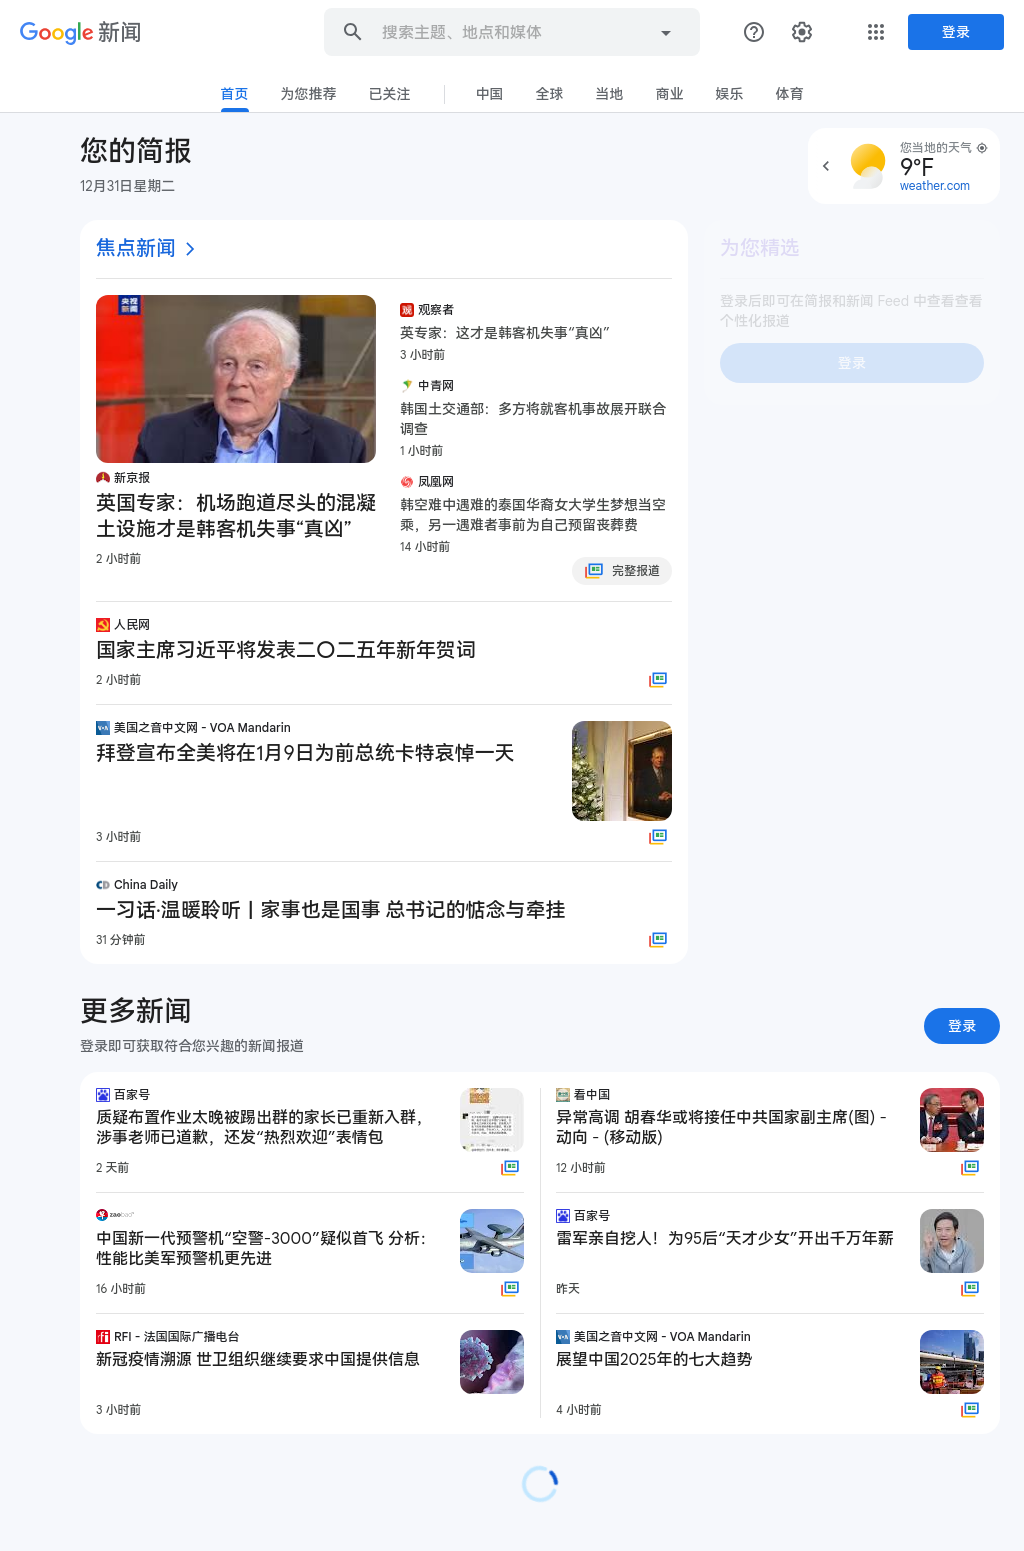 Google 新闻
搜索主题、地点和媒体
登录
首页
为您推荐
已关注
中国
全球
当地
商业
娱乐
体育
您的简报
12月31日星期二
您当地的天气
9°F
weather.com
焦点新闻
央视
新闻
新京报
英国专家：机场跑道尽头的混凝
土设施才是韩客机失事“真凶”
2 小时前
观察者
英专家：这才是韩客机失事“真凶”
3 小时前
中青网
韩国土交通部：多方将就客机事故展开联合
调查
1 小时前
凤凰网
韩空难中遇难的泰国华裔女大学生梦想当空
乘，另一遇难者事前为自己预留丧葬费
14 小时前
完整报道
人民网
国家主席习近平将发表二〇二五年新年贺词
2 小时前
美国之音中文网 - VOA Mandarin
拜登宣布全美将在1月9日为前总统卡特哀悼一天
3 小时前
China Daily
一习话·温暖聆听丨家事也是国事 总书记的惦念与牵挂
31 分钟前
为您精选
登录后即可在简报和新闻 Feed 中查看查看
个性化报道
登录
更多新闻
登录即可获取符合您兴趣的新闻报道
登录
百家号
质疑布置作业太晚被踢出群的家长已重新入群，
涉事老师已道歉，还发“热烈欢迎”表情包
2 天前
zaobao
中国新一代预警机“空警-3000”疑似首飞 分析：
性能比美军预警机更先进
16 小时前
RFI - 法国国际广播电台
新冠疫情溯源 世卫组织继续要求中国提供信息
3 小时前
看中国
异常高调 胡春华或将接任中共国家副主席(图) -
动向 - (移动版)
12 小时前
百家号
雷军亲自挖人！为95后“天才少女”开出千万年薪
昨天
美国之音中文网 - VOA Mandarin
展望中国2025年的七大趋势
4 小时前